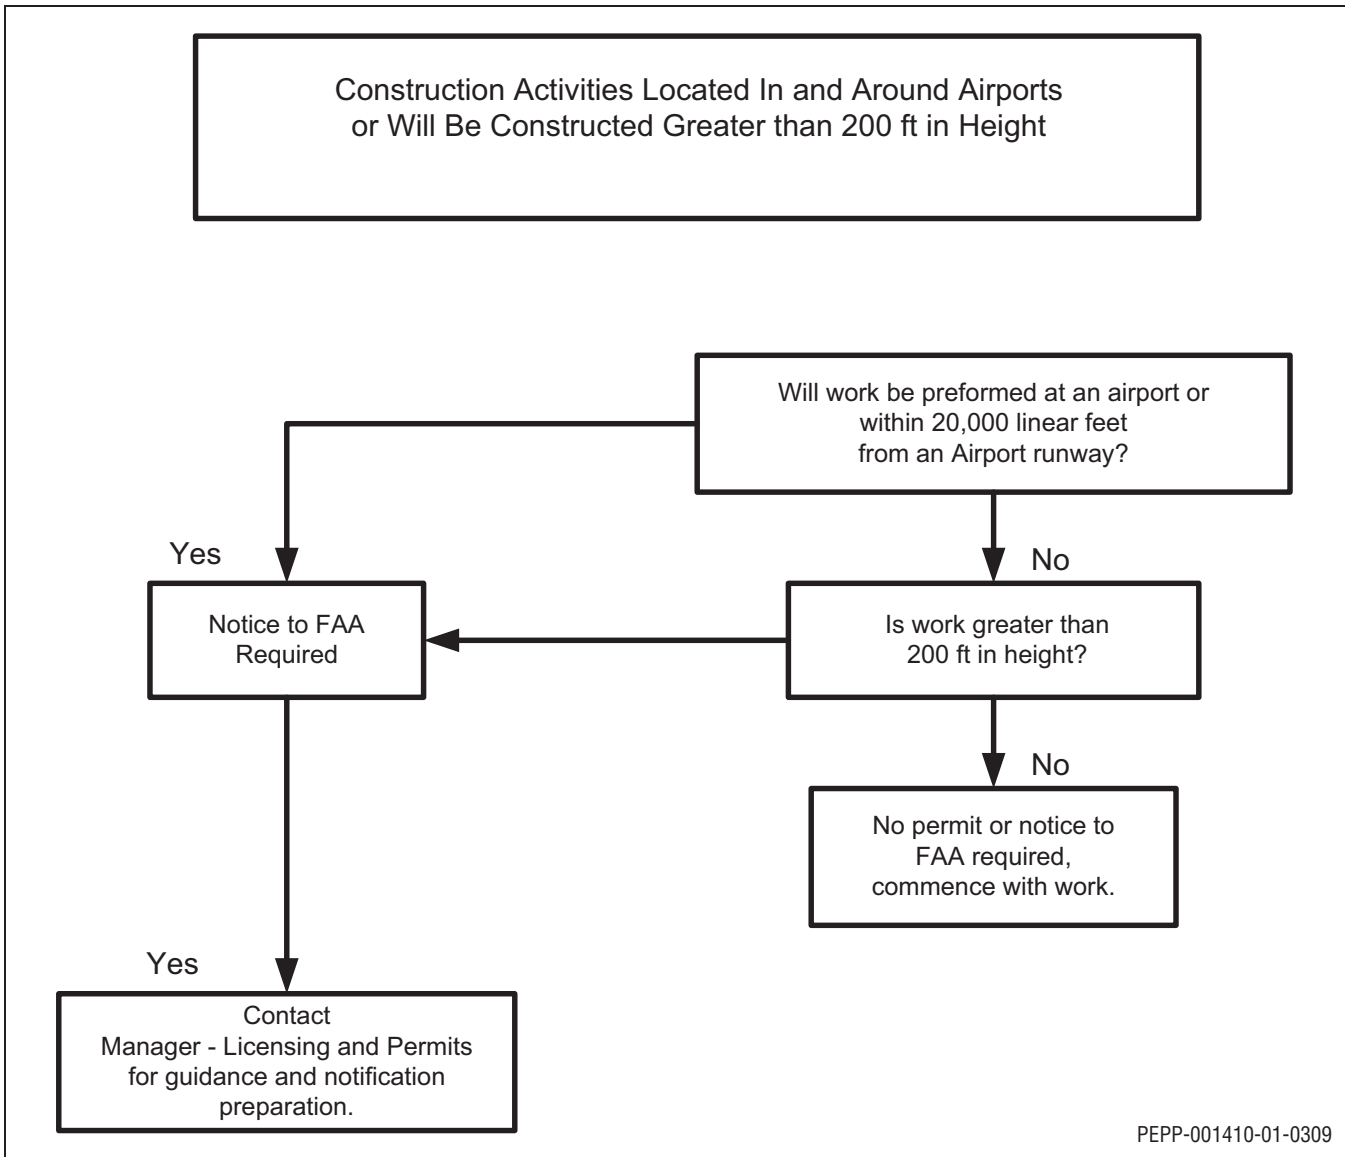 Construction Activities Located In and Around Airports
or Will Be Constructed Greater than 200 ft in Height
Will work be preformed at an airport or
within 20,000 linear feet
from an Airport runway?
Yes
No
Notice to FAA
Required
Is work greater than
200 ft in height?
No
No permit or notice to
FAA required,
commence with work.
Yes
Contact
Manager - Licensing and Permits
for guidance and notification
preparation.
PEPP-001410-01-0309